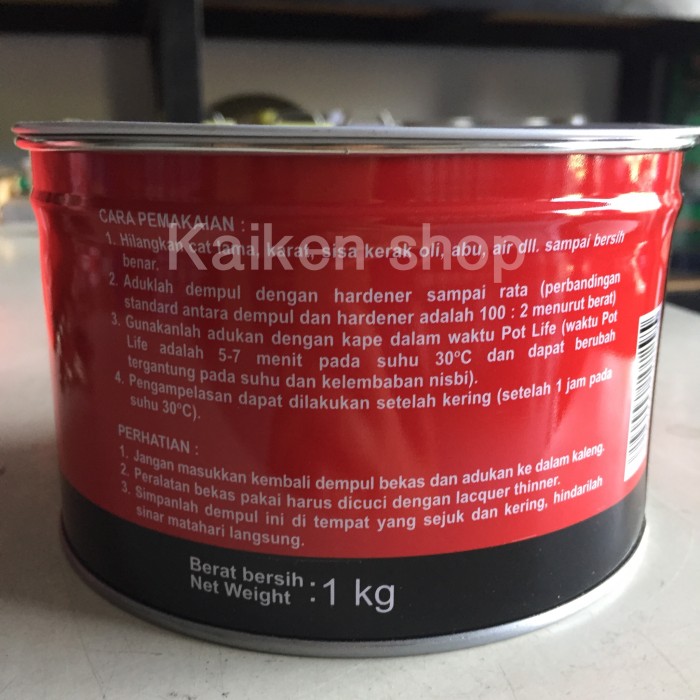 CARA PEMAKAIAN :
1. Hilangkan cat lama, karat, sisa kerak oli, abu, air dll. sampai bersih
benar.
Kaiken shop
2. Aduklah dempul dengan hardener sampai rata (perbandingan
standard antara dempul dan hardener adalah 100 : 2 menurut berat)
3. Gunakanlah adukan dengan kape dalam waktu Pot Life (waktu Pot
Life adalah 5-7 menit pada suhu 30ºC dan dapat berubah
tergantung pada suhu dan kelembaban nisbi).
4. Pengampelasan dapat dilakukan setelah kering (setelah 1 jam pada
suhu 30ºC).
PERHATIAN :
1. Jangan masukkan kembali dempul bekas dan adukan ke dalam kaleng.
2. Peralatan bekas pakai harus dicuci dengan lacquer thinner.
3. Simpanlah dempul ini di tempat yang sejuk dan kering, hindarilah
sinar matahari langsung.
Berat bersih : 1 kg
Net Weight